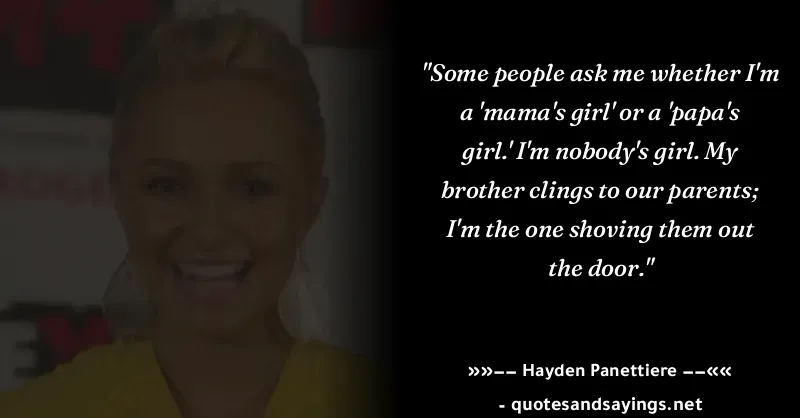 "Some people ask me whether I'm
a 'mama's girl' or a 'papa's
girl.' I'm nobody's girl. My
brother clings to our parents;
I'm the one shoving them out
the door."
»»−− Hayden Panettiere −−««
- quotesandsayings.net